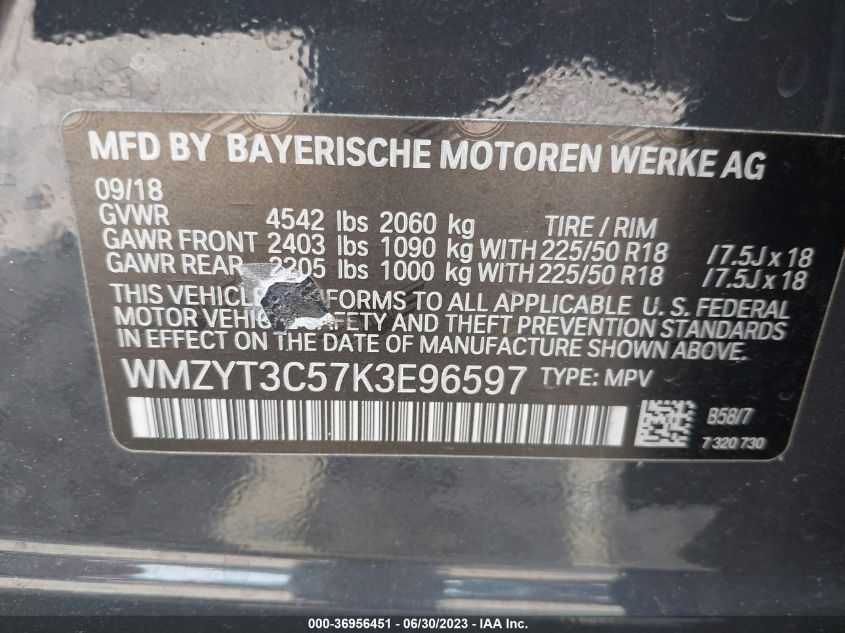 MFD BY BAYERISCHE MOTOREN WERKE AG
09/18
GVWR 4542 lbs 2060 kg TIRE / RIM
GAWR FRONT 2403 lbs 1090 kg WITH 225/50 R18 /7.5J x 18
GAWR REAR 2205 lbs 1000 kg WITH 225/50 R18 /7.5J x 18
THIS VEHICL FORMS TO ALL APPLICABLE U. S. FEDERAL
MOTOR VEHIC SAFETY AND THEFT PREVENTION STANDARDS
IN EFFECT ON THE DATE OF MANUFACTURE SHOWN ABOVE.
WMZYT3C57K3E96597 TYPE: MPV
B58/7
7 320 730
000-36956451 - 06/30/2023 - IAA Inc.